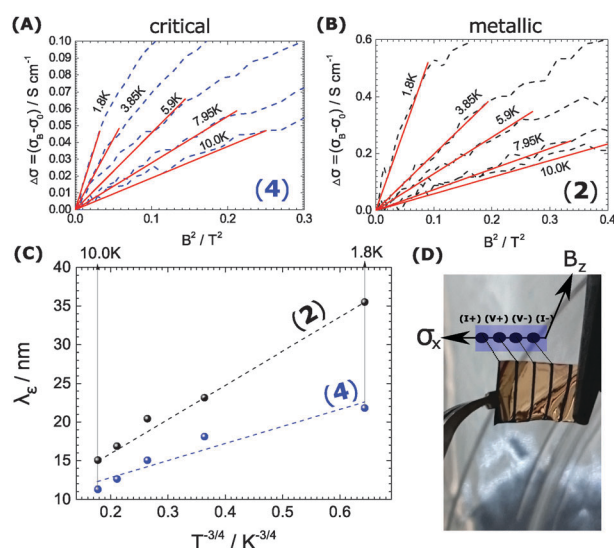 (A) critical
0.10
0.09
0.08
0.07
0.06
0.05
0.04
0.03
0.02
0.01
0.00
Δσ =(σB-σ0) / S cm⁻¹
1.8K
3.85K
5.9K
7.95K
10.0K
(4)
0.0 0.1 0.2 0.3
B² / T²
(B) metallic
0.6
0.4
0.2
0.0
Δσ =(σB-σ0) / S cm⁻¹
1.8K
3.85K
5.9K
7.95K
10.0K
(2)
0.0 0.1 0.2 0.3 0.4
B² / T²
(C) 10.0K 1.8K
40
35
30
25
20
15
10
λε / nm
(2)
(4)
0.2 0.3 0.4 0.5 0.6
T⁻³/⁴ / K⁻³/⁴
(D)
Bz
(I+) (V+) (V-) (I-)
σx